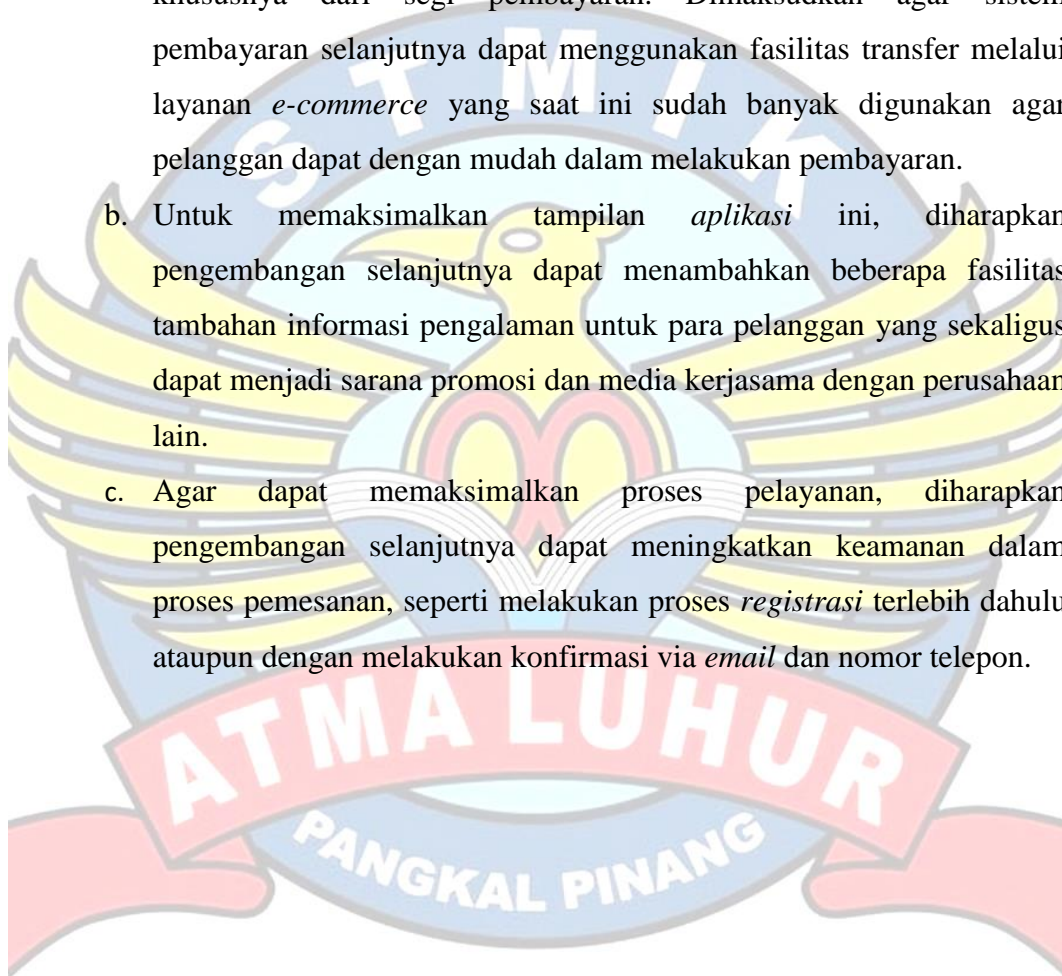 khususnya dari segi pembayaran. Dimaksudkan agar sistem
pembayaran selanjutnya dapat menggunakan fasilitas transfer melalui
layanan e-commerce yang saat ini sudah banyak digunakan agar
pelanggan dapat dengan mudah dalam melakukan pembayaran.
b. Untuk memaksimalkan tampilan aplikasi ini, diharapkan
pengembangan selanjutnya dapat menambahkan beberapa fasilitas
tambahan informasi pengalaman untuk para pelanggan yang sekaligus
dapat menjadi sarana promosi dan media kerjasama dengan perusahaan
lain.
c. Agar dapat memaksimalkan proses pelayanan, diharapkan
pengembangan selanjutnya dapat meningkatkan keamanan dalam
proses pemesanan, seperti melakukan proses registrasi terlebih dahulu
ataupun dengan melakukan konfirmasi via email dan nomor telepon.
STMIK
ATMA LUHUR
PANGKAL PINANG